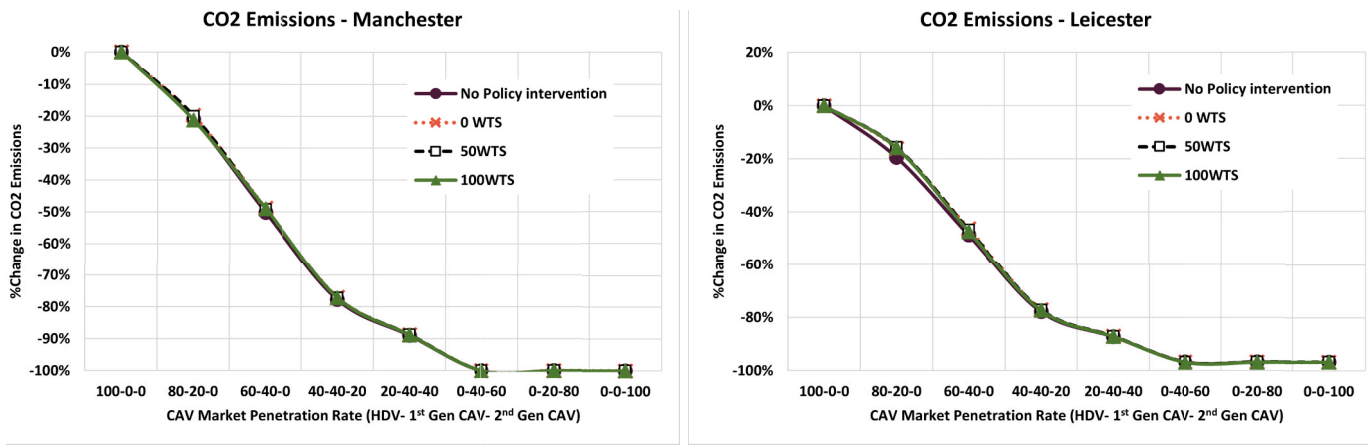 CO2 Emissions - Manchester
0%
-10%
-20%
-30%
-40%
-50%
-60%
-70%
-80%
-90%
-100%
%Change in CO2 Emissions
No Policy intervention
0 WTS
50WTS
100WTS
100-0-0 80-20-0 60-40-0 40-40-20 20-40-40 0-40-60 0-20-80 0-0-100
CAV Market Penetration Rate (HDV- 1st Gen CAV- 2nd Gen CAV)
CO2 Emissions - Leicester
20%
0%
-20%
-40%
-60%
-80%
-100%
%Change in CO2 Emissions
No Policy intervention
0 WTS
50WTS
100WTS
100-0-0 80-20-0 60-40-0 40-40-20 20-40-40 0-40-60 0-20-80 0-0-100
CAV Market Penetration Rate (HDV- 1st Gen CAV- 2nd Gen CAV)